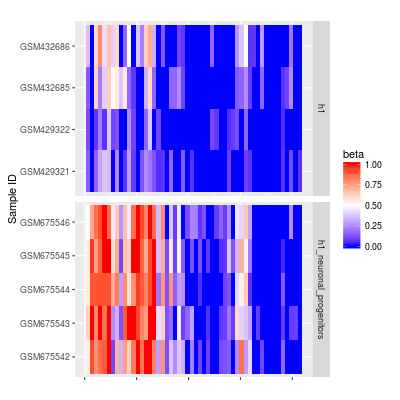 GSM432686
GSM432685
GSM429322
GSM429321
h1
GSM675546
GSM675545
GSM675544
GSM675543
GSM675542
h1_neuronal_progenitors
Sample ID
beta
1.00
0.75
0.50
0.25
0.00